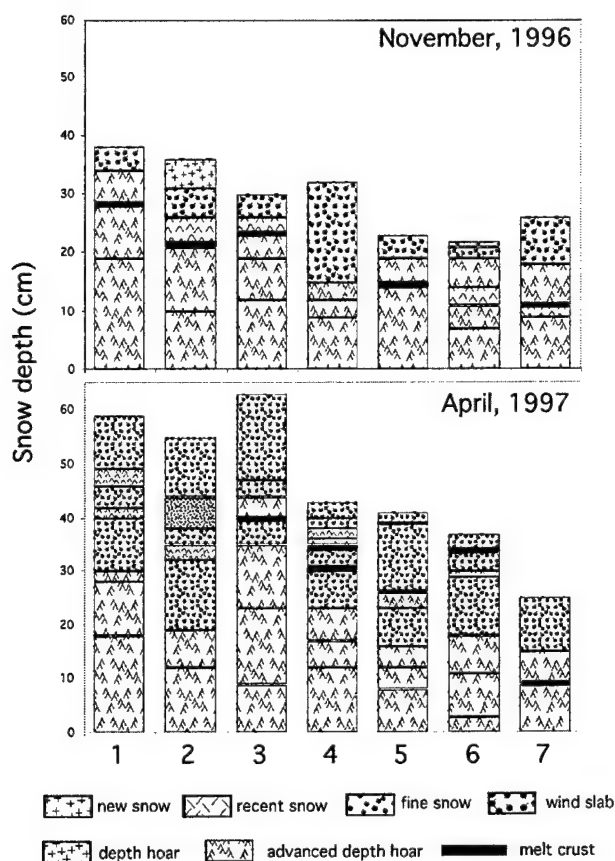 60
November, 1996
50
40
30
20
10
0
Snow depth (cm)
60
April, 1997
50
40
30
20
10
0
1 2 3 4 5 6 7
new snow recent snow fine snow wind slab
depth hoar advanced depth hoar melt crust